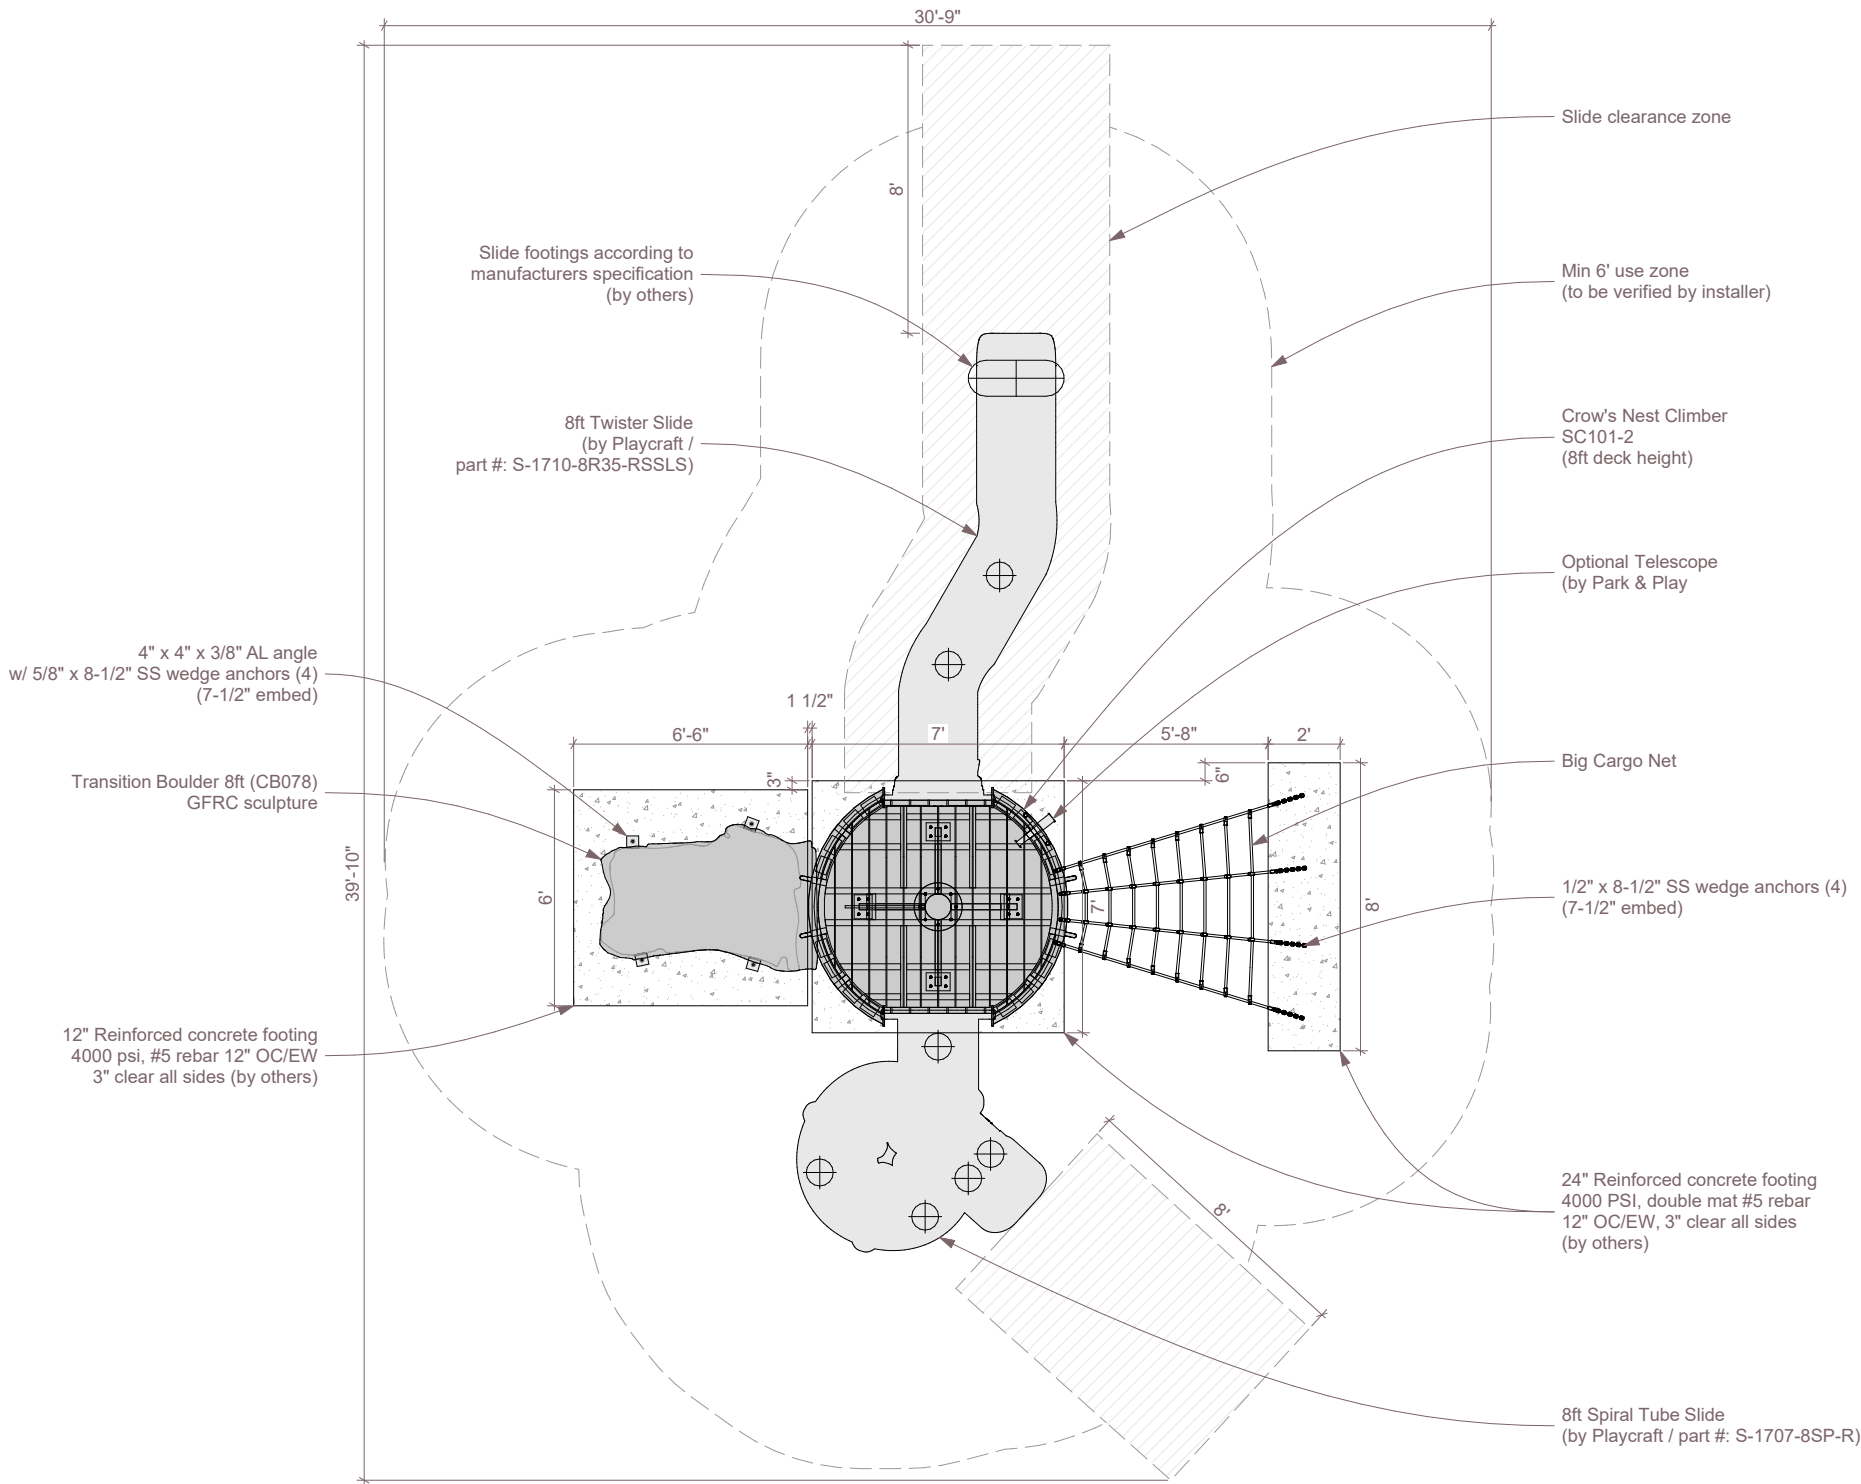 30'-9"
Slide clearance zone
8'
Slide footings according to
manufacturers specification
(by others)
Min 6' use zone
(to be verified by installer)
8ft Twister Slide
(by Playcraft /
part #: S-1710-8R35-RSSLS)
Crow's Nest Climber
SC101-2
(8ft deck height)
Optional Telescope
(by Park & Play
4" x 4" x 3/8" AL angle
w/ 5/8" x 8-1/2" SS wedge anchors (4)
(7-1/2" embed)
1 1/2"
6'-6"
7'
5'-8"
2'
3"
6"
Big Cargo Net
Transition Boulder 8ft (CB078)
GFRC sculpture
39'-10"
6'
7'
8'
1/2" x 8-1/2" SS wedge anchors (4)
(7-1/2" embed)
12" Reinforced concrete footing
4000 psi, #5 rebar 12" OC/EW
3" clear all sides (by others)
8'
24" Reinforced concrete footing
4000 PSI, double mat #5 rebar
12" OC/EW, 3" clear all sides
(by others)
8ft Spiral Tube Slide
(by Playcraft / part #: S-1707-8SP-R)